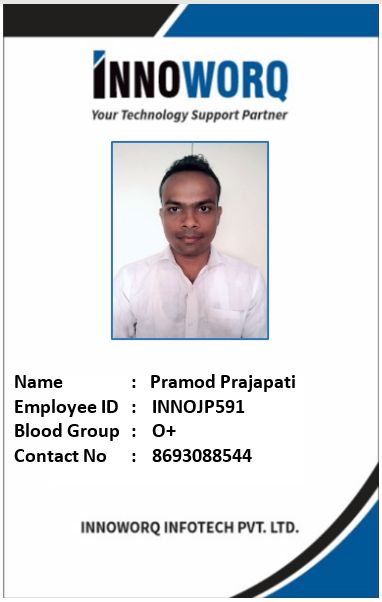 INNOWORQ
Your Technology Support Partner
Name : Pramod Prajapati
Employee ID : INNOJP591
Blood Group : O+
Contact No : 8693088544
INNOWORQ INFOTECH PVT. LTD.